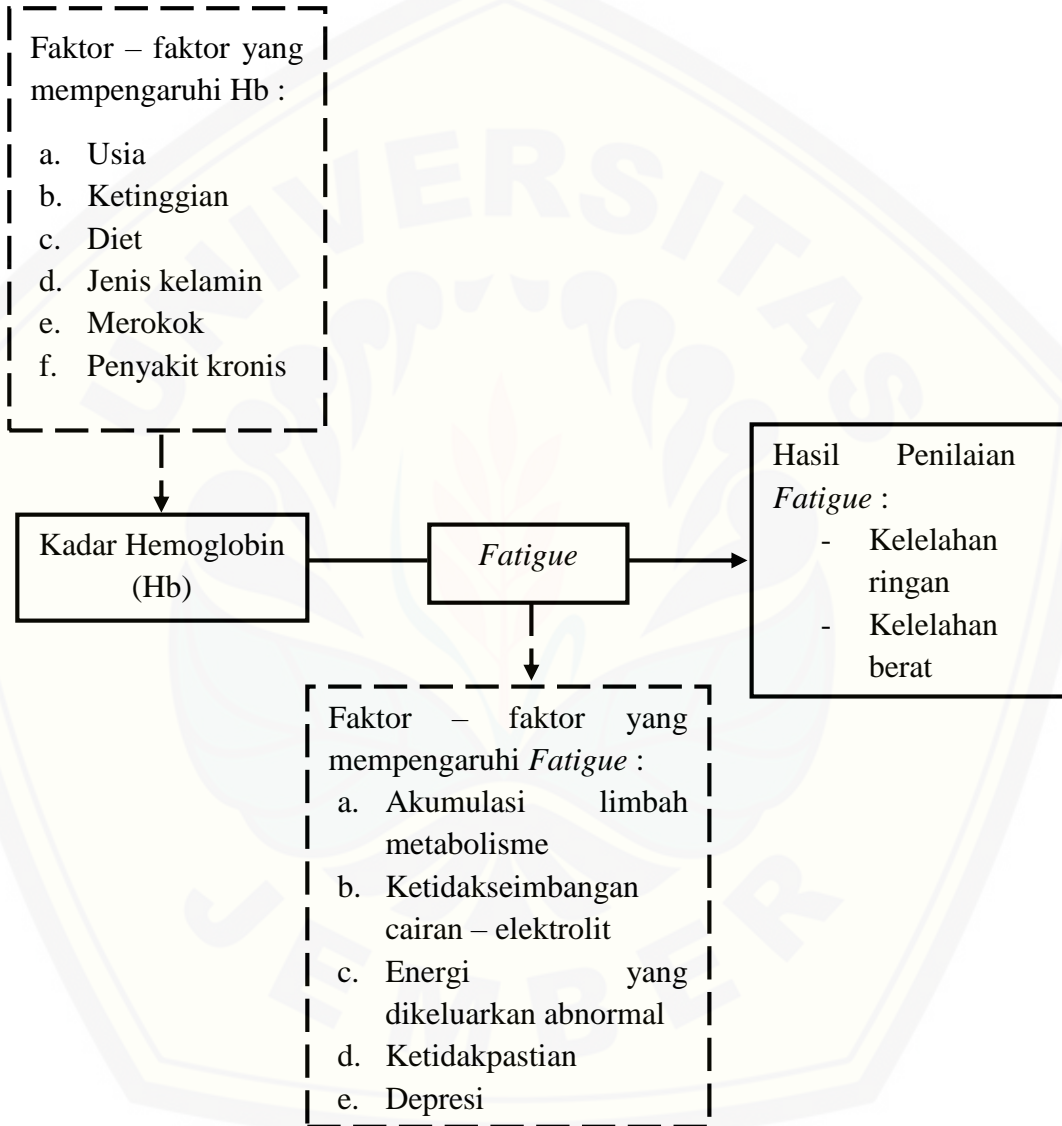 Faktor – faktor yang
mempengaruhi Hb :
a. Usia
b. Ketinggian
c. Diet
d. Jenis kelamin
e. Merokok
f. Penyakit kronis
Kadar Hemoglobin
(Hb)
Fatigue
Hasil Penilaian
Fatigue :
- Kelelahan
ringan
- Kelelahan
berat
Faktor – faktor yang
mempengaruhi Fatigue :
a. Akumulasi limbah
metabolisme
b. Ketidakseimbangan
cairan – elektrolit
c. Energi yang
dikeluarkan abnormal
d. Ketidakpastian
e. Depresi
UNIVERSITAS
JEMBER